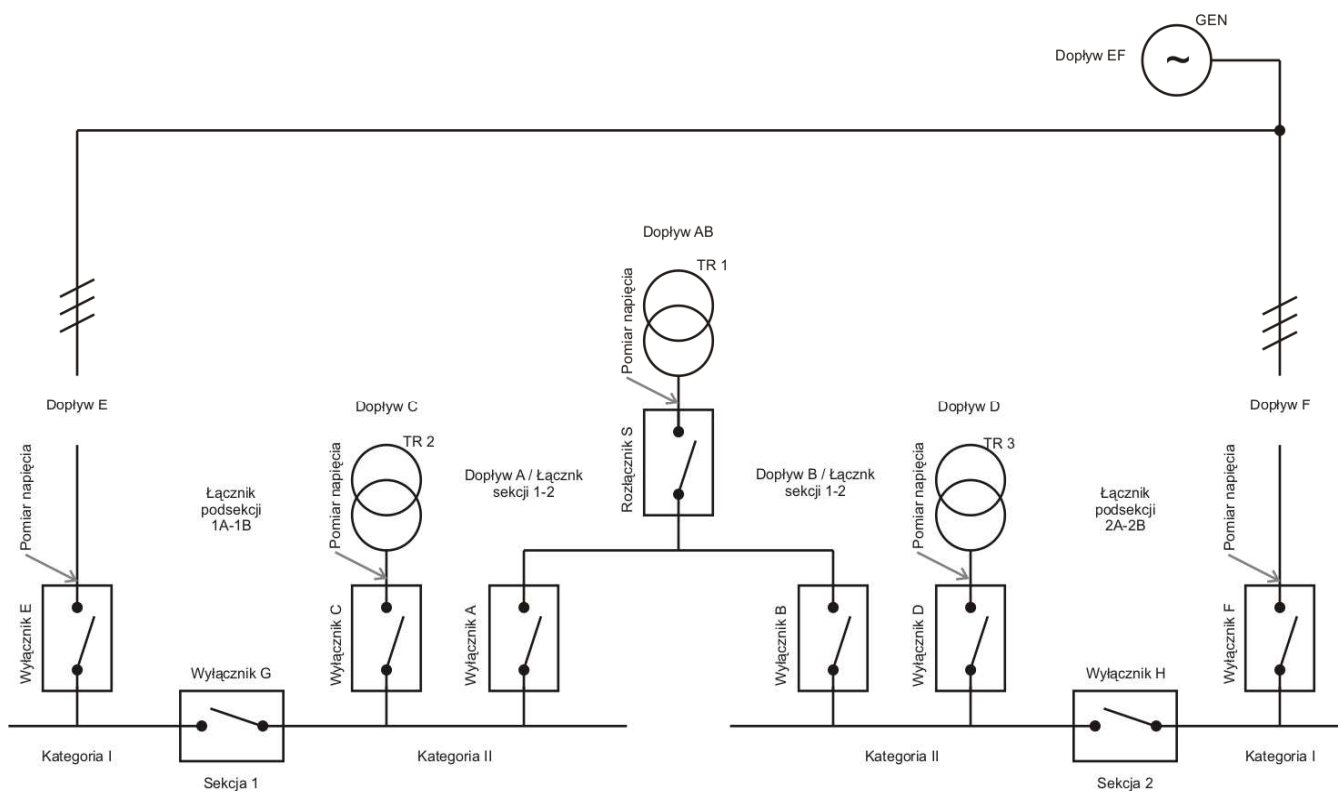 GEN
Dopływ EF
~
Dopływ AB
TR 1
Pomiar napięcia
Rozłącznik S
Dopływ E
Dopływ C
Dopływ D
Dopływ F
TR 2
TR 3
Dopływ A / Łącznk
sekcji 1-2
Dopływ B / Łącznk
sekcji 1-2
Pomiar napięcia
Łącznik
podsekcji
1A-1B
Pomiar napięcia
Pomiar napięcia
Łącznik
podsekcji
2A-2B
Pomiar napięcia
Wyłącznik E
Wyłącznik C
Wyłącznik A
Wyłącznik B
Wyłącznik D
Wyłącznik F
Wyłącznik G
Wyłącznik H
Kategoria I
Kategoria II
Kategoria II
Kategoria I
Sekcja 1
Sekcja 2